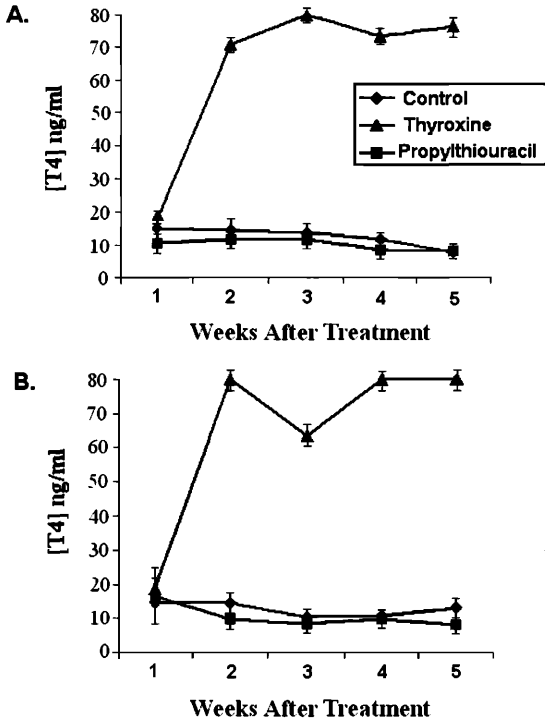 A.
80
70
60
50
40
30
20
10
0
[T4] ng/ml
Control
Thyroxine
Propylthiouracil
1 2 3 4 5
Weeks After Treatment
B.
80
70
60
50
40
30
20
10
0
[T4] ng/ml
1 2 3 4 5
Weeks After Treatment